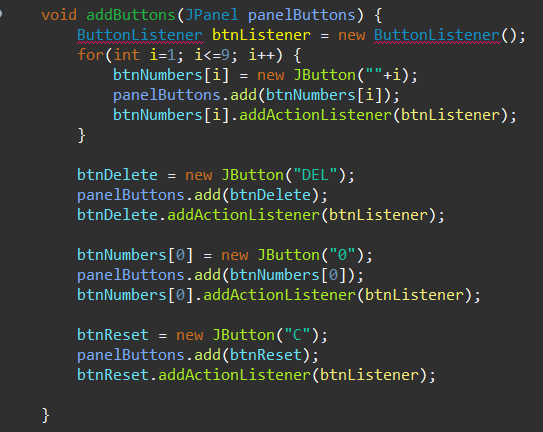 void addButtons(JPanel panelButtons) {
    ButtonListener btnListener = new ButtonListener();
    for(int i=1; i<=9; i++) {
        btnNumbers[i] = new JButton(""+i);
        panelButtons.add(btnNumbers[i]);
        btnNumbers[i].addActionListener(btnListener);
    }

    btnDelete = new JButton("DEL");
    panelButtons.add(btnDelete);
    btnDelete.addActionListener(btnListener);

    btnNumbers[0] = new JButton("0");
    panelButtons.add(btnNumbers[0]);
    btnNumbers[0].addActionListener(btnListener);

    btnReset = new JButton("C");
    panelButtons.add(btnReset);
    btnReset.addActionListener(btnListener);

}